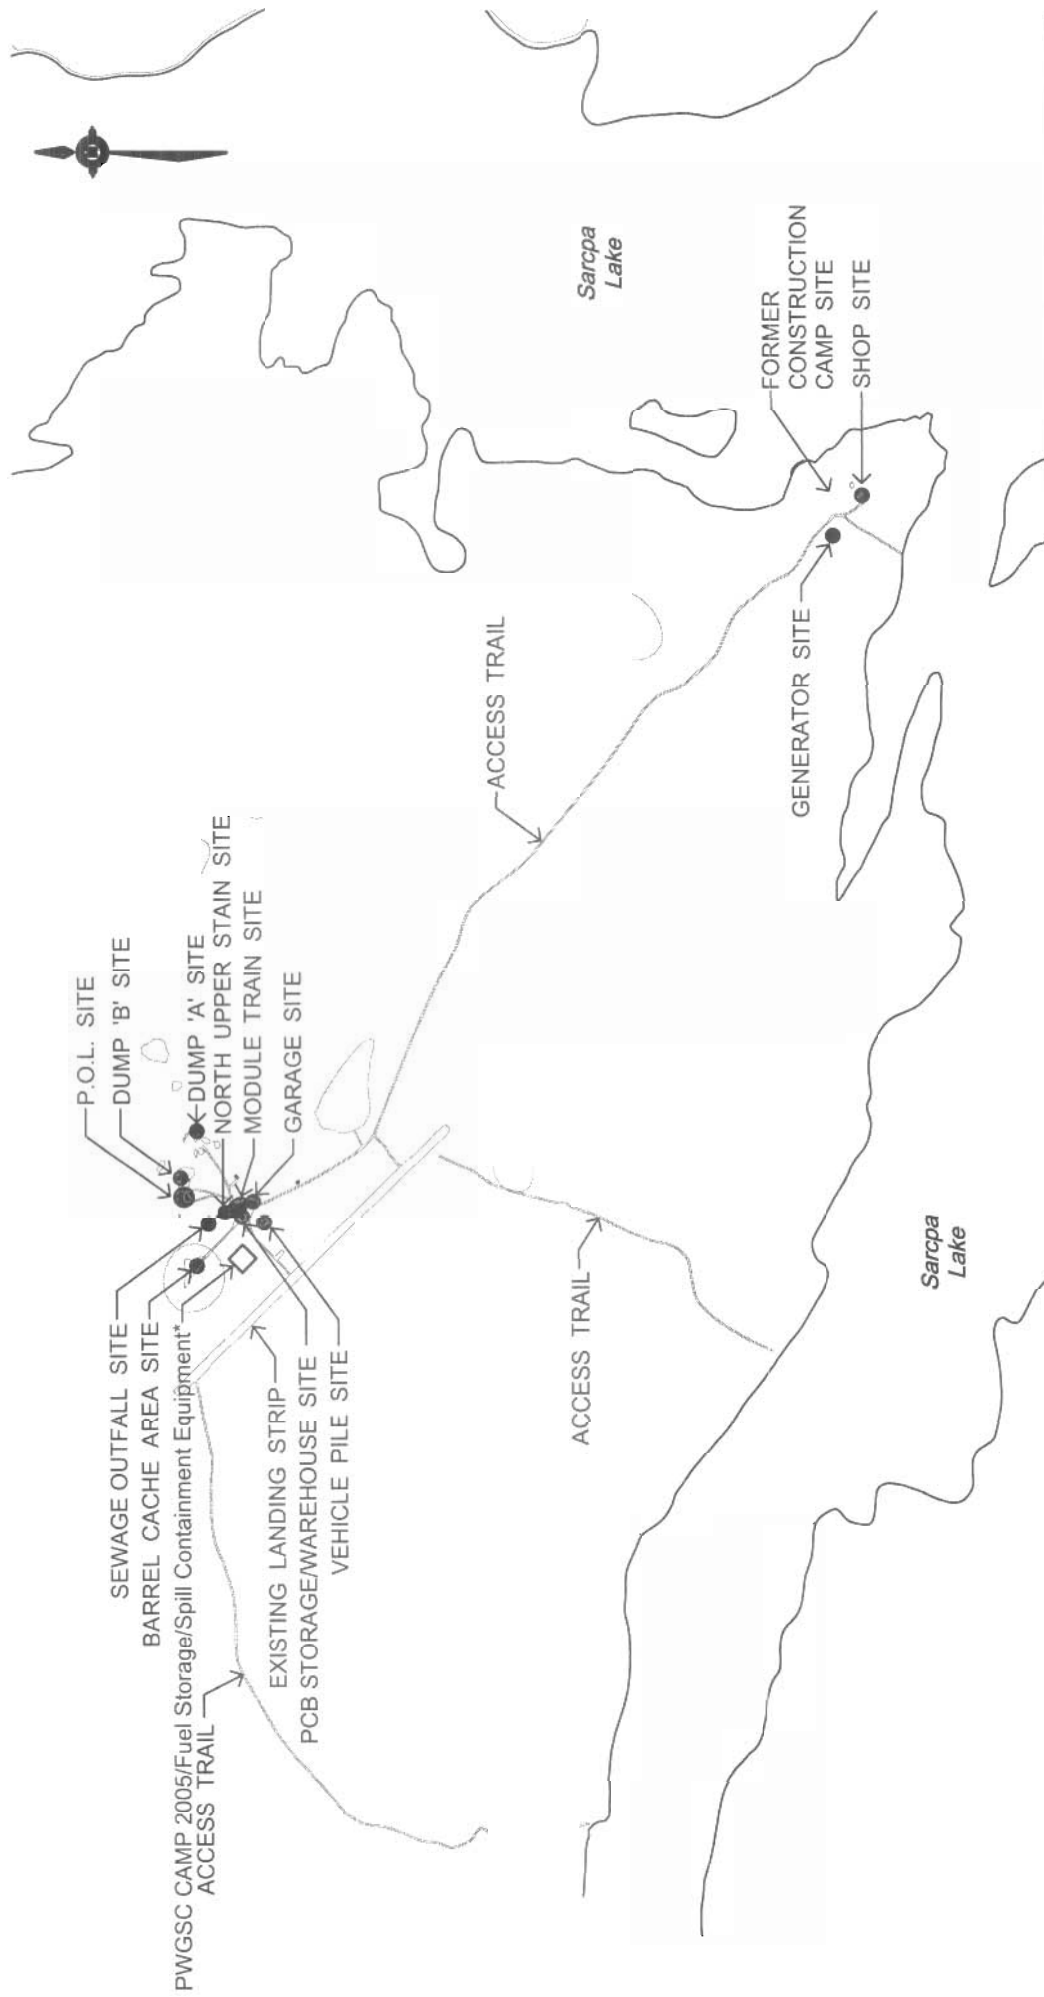 P.O.L. SITE
DUMP 'B' SITE
DUMP 'A' SITE
NORTH UPPER STAIN SITE
MODULE TRAIN SITE
GARAGE SITE
SEWAGE OUTFALL SITE
BARREL CACHE AREA SITE
PWGSC CAMP 2005/Fuel Storage/Spill Containment Equipment*
ACCESS TRAIL
EXISTING LANDING STRIP
PCB STORAGE/WAREHOUSE SITE
VEHICLE PILE SITE
ACCESS TRAIL
ACCESS TRAIL
Sarcpa
Lake
FORMER
CONSTRUCTION
CAMP SITE
SHOP SITE
GENERATOR SITE
Sarcpa
Lake